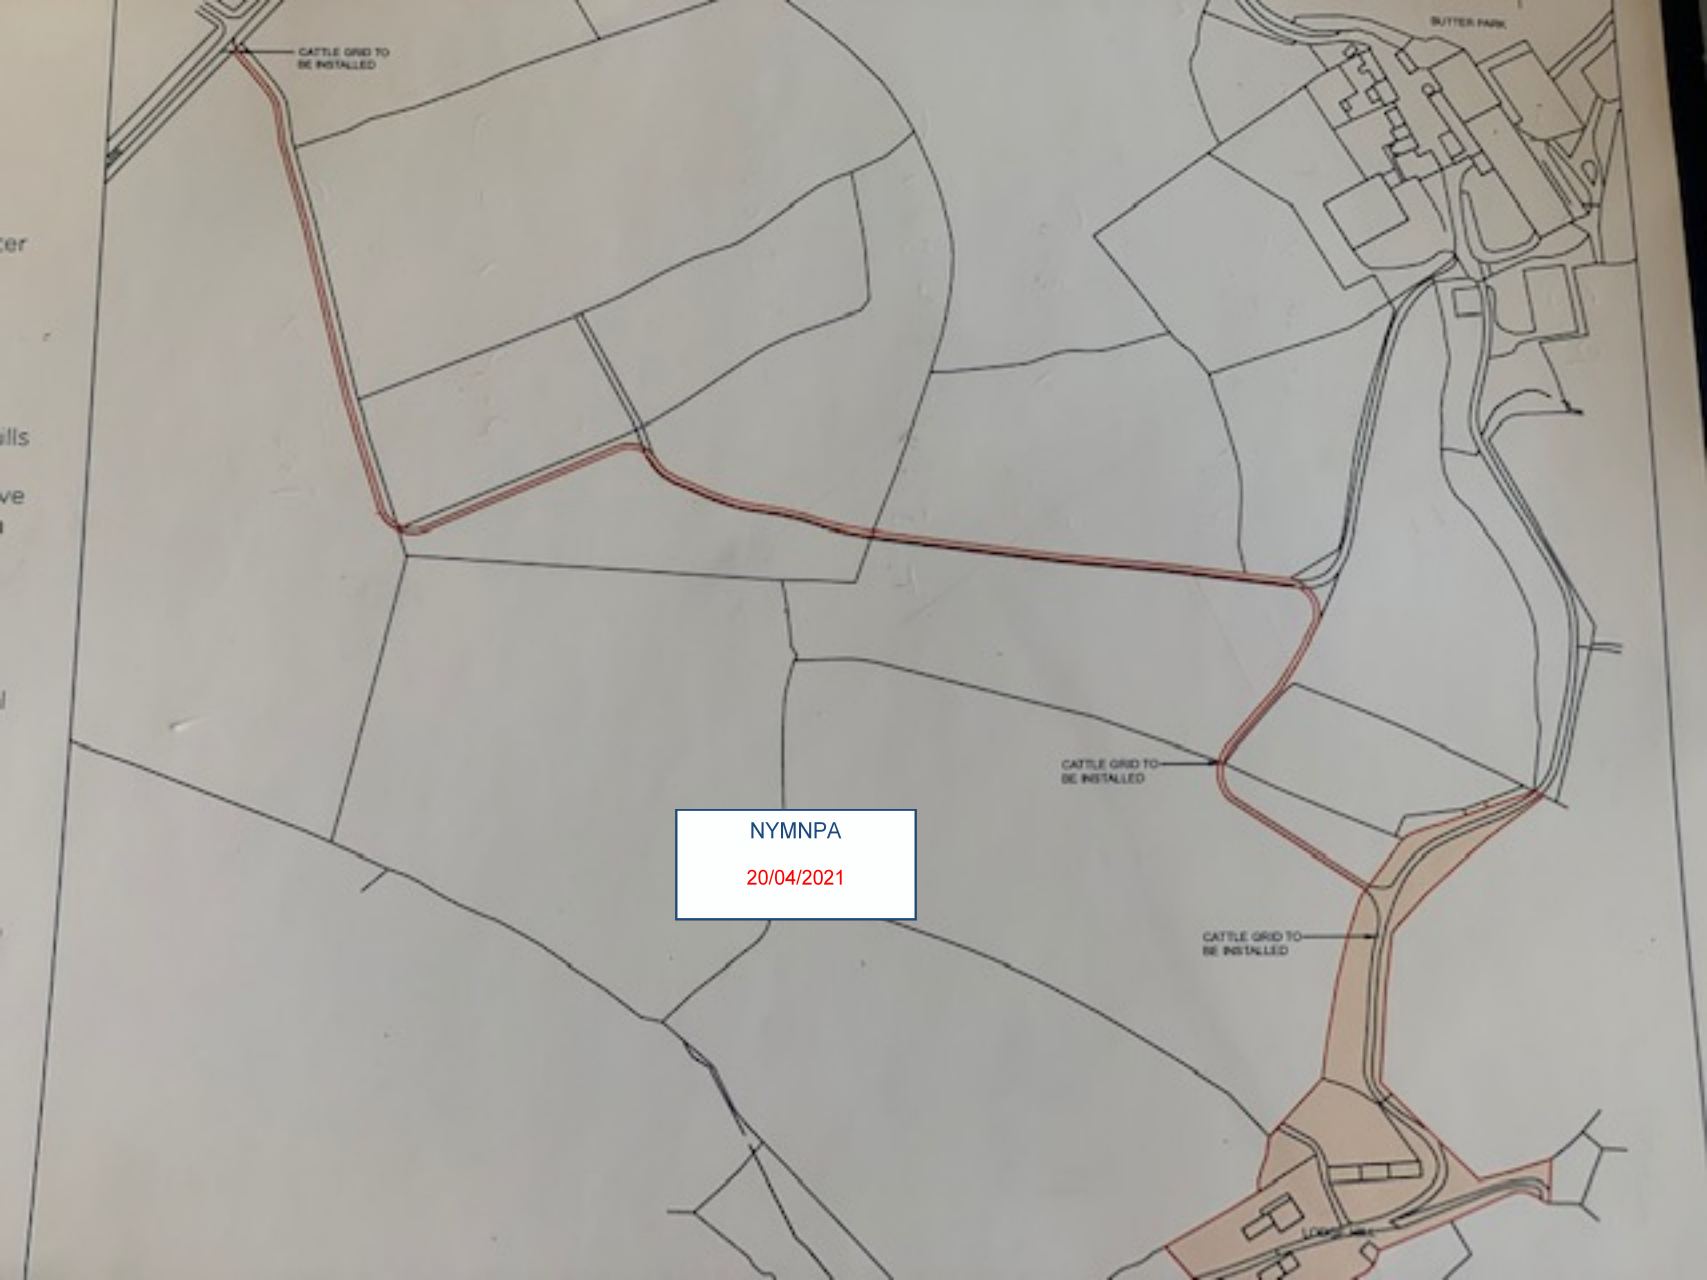 BUTTER PARK
CATTLE GRID TO
BE INSTALLED
ter
ills
ve
CATTLE GRID TO
BE INSTALLED
NYMNPA
20/04/2021
CATTLE GRID TO
BE INSTALLED